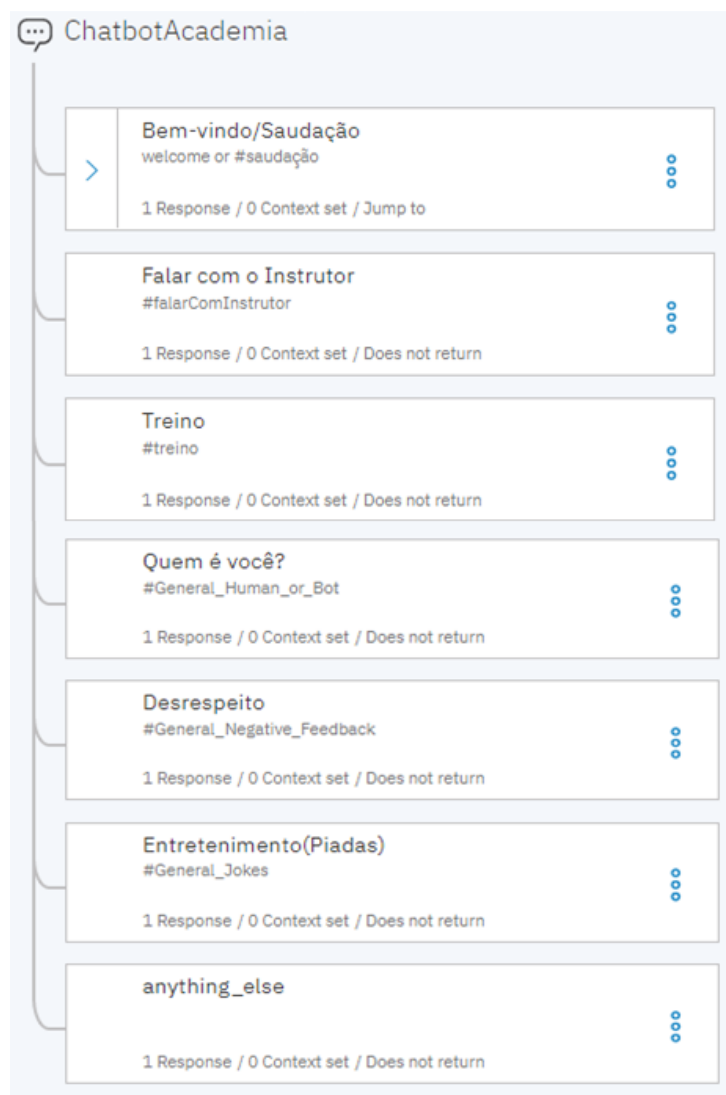 ChatbotAcademia
Bem-vindo/Saudação
welcome or #saudação
1 Response / 0 Context set / Jump to
Falar com o Instrutor
#falarComInstrutor
1 Response / 0 Context set / Does not return
Treino
#treino
1 Response / 0 Context set / Does not return
Quem é você?
#General_Human_or_Bot
1 Response / 0 Context set / Does not return
Desrespeito
#General_Negative_Feedback
1 Response / 0 Context set / Does not return
Entretenimento(Piadas)
#General_Jokes
1 Response / 0 Context set / Does not return
anything_else
1 Response / 0 Context set / Does not return